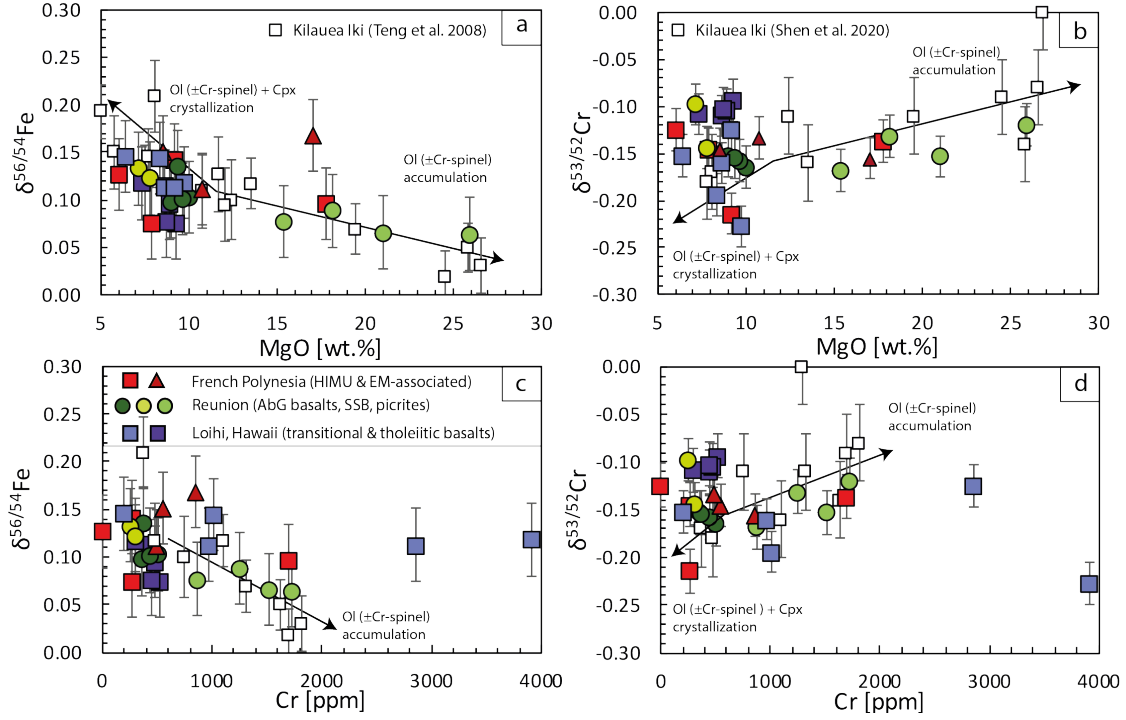 0.30
0.25
0.20
0.15
0.10
0.05
0.00
δ56/54Fe
Kilauea Iki (Teng et al. 2008)
a
Ol (±Cr-spinel) + Cpx
crystallization
Ol (±Cr-spinel)
accumulation
5 10 15 20 25 30
MgO [wt.%]
0.00
-0.05
-0.10
-0.15
-0.20
-0.25
-0.30
δ53/52Cr
Kilauea Iki (Shen et al. 2020)
b
Ol (±Cr-spinel)
accumulation
Ol (±Cr-spinel) + Cpx
crystallization
5 10 15 20 25 30
MgO [wt.%]
0.30
0.25
0.20
0.15
0.10
0.05
0.00
δ56/54Fe
c
French Polynesia (HIMU & EM-associated)
Reunion (AbG basalts, SSB, picrites)
Loihi, Hawaii (transitional & tholeiitic basalts)
Ol (±Cr-spinel)
accumulation
0 1000 2000 3000 4000
Cr [ppm]
0.00
-0.05
-0.10
-0.15
-0.20
-0.25
-0.30
δ53/52Cr
d
Ol (±Cr-spinel)
accumulation
Ol (±Cr-spinel ) + Cpx
crystallization
0 1000 2000 3000 4000
Cr [ppm]